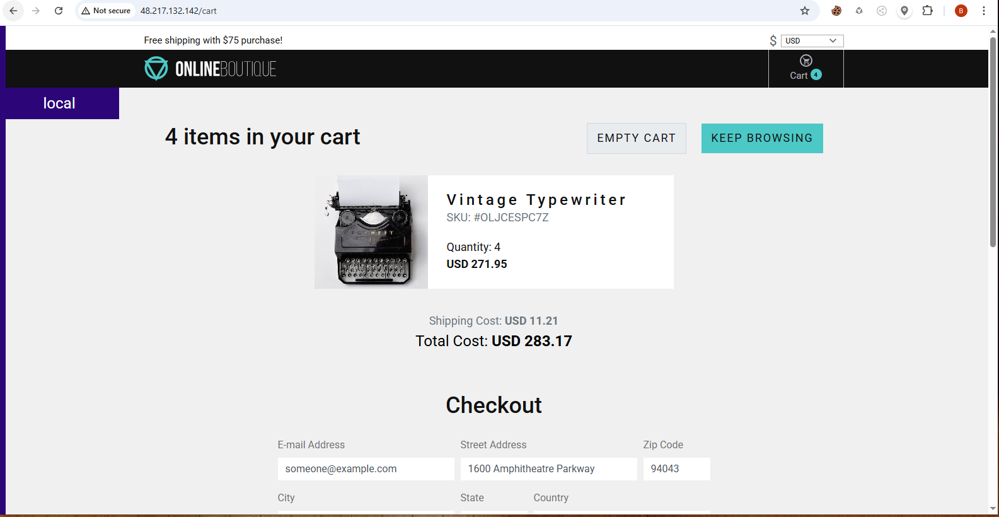 Not secure
48.217.132.142/cart
B
Free shipping with $75 purchase!
$
USD
ONLINEBOUTIQUE
Cart 4
local
4 items in your cart
EMPTY CART
KEEP BROWSING
Vintage Typewriter
SKU: #OLJCESPC7Z
Quantity: 4
USD 271.95
Shipping Cost: USD 11.21
Total Cost: USD 283.17
Checkout
E-mail Address
Street Address
Zip Code
someone@example.com
1600 Amphitheatre Parkway
94043
City
State
Country